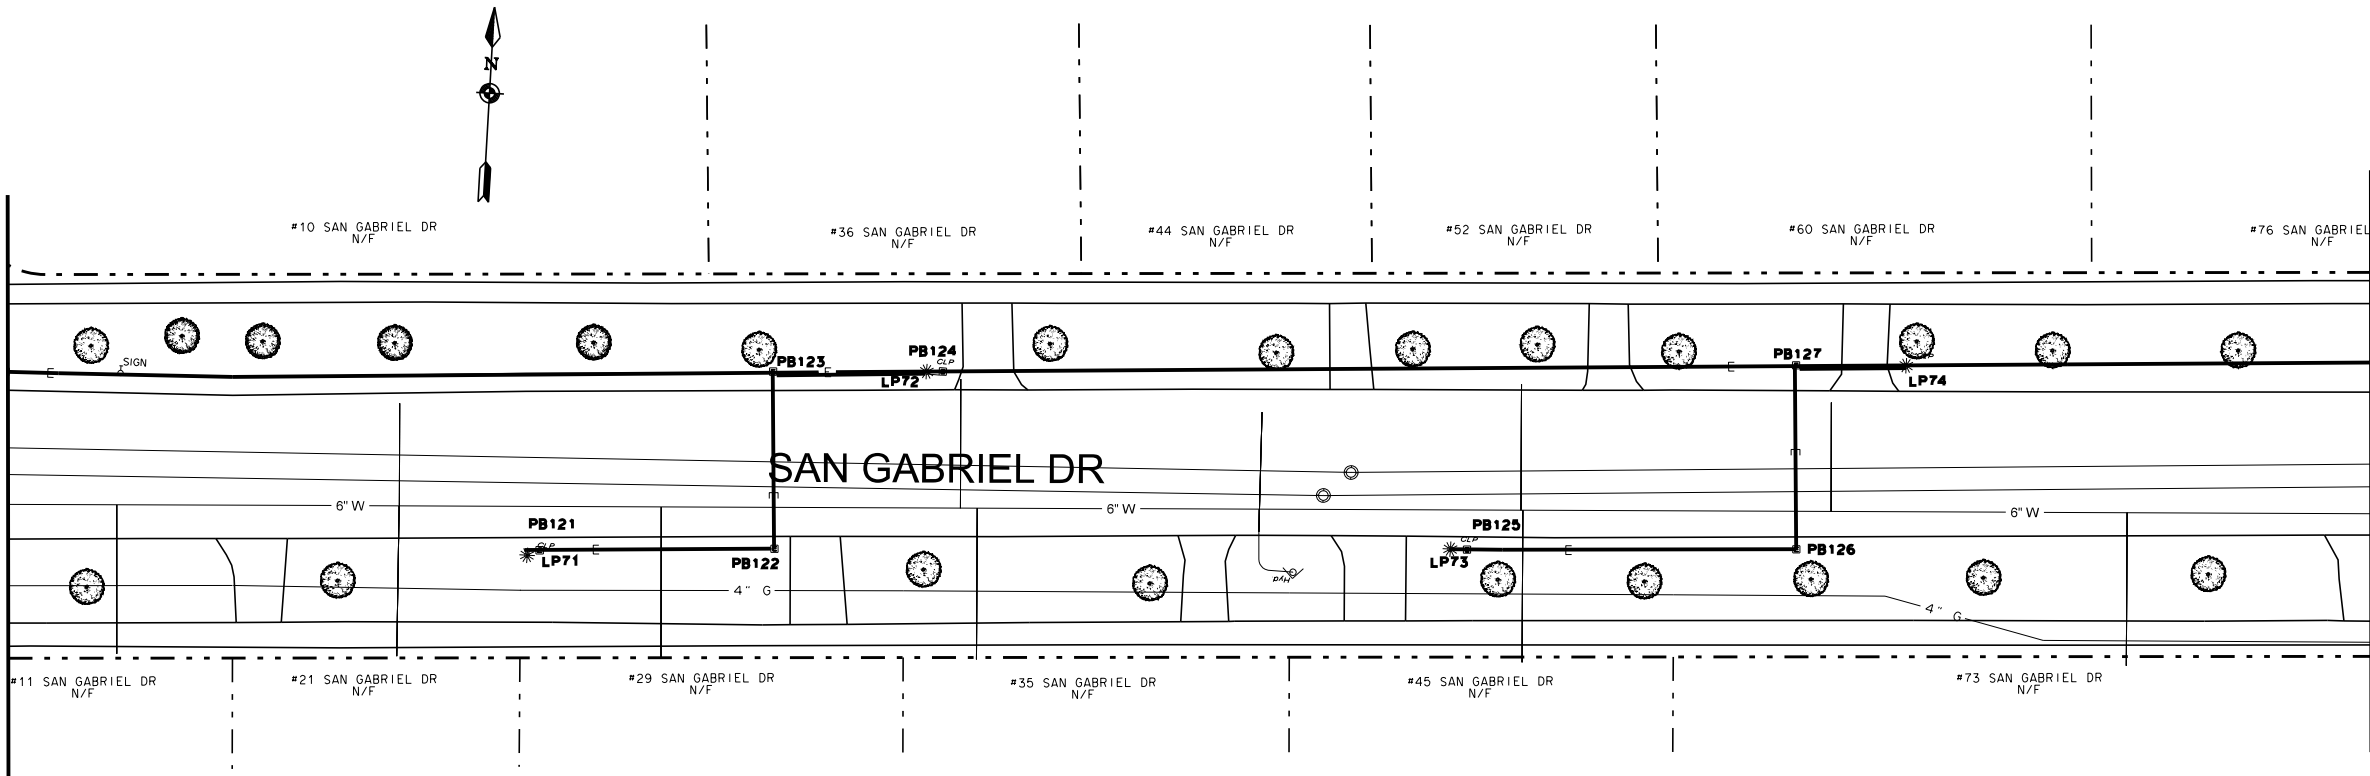 N
#10 SAN GABRIEL DR
N/F
#36 SAN GABRIEL DR
N/F
#44 SAN GABRIEL DR
N/F
#52 SAN GABRIEL DR
N/F
#60 SAN GABRIEL DR
N/F
#76 SAN GABRIEL
N/F
SIGN
E
PB123
E
PB124
CLP
LP72
E
PB127
LP74
SAN GABRIEL DR
E
E
6" W
6" W
6" W
PB121
CLP
LP71
E
PB122
PB125
CLP
LP73
E
PB126
Hyd
4" G
4" G
#11 SAN GABRIEL DR
N/F
#21 SAN GABRIEL DR
N/F
#29 SAN GABRIEL DR
N/F
#35 SAN GABRIEL DR
N/F
#45 SAN GABRIEL DR
N/F
#73 SAN GABRIEL DR
N/F